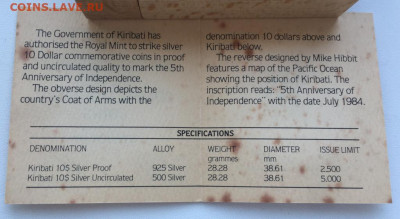 COINS.LAVE.PRO
The Government of Kiribati has
authorised the Royal Mint to strike silver
10 Dollar commemorative coins in proof
and uncirculated quality to mark the 5th
Anniversary of Independence.
The obverse design depicts the
country's Coat of Arms with the
denomination 10 dollars above and
Kiribati below.
The reverse designed by Mike Hibbit
features a map of the Pacific Ocean
showing the position of Kiribati. The
inscription reads: "5th Anniversary of
Independence" with the date July 1984.
SPECIFICATIONS
DENOMINATION ALLOY WEIGHT DIAMETER ISSUE LIMIT
grammes mm.
Kiribati 10$ Silver Proof 925 Silver 28.28 38.61 2.500
Kiribati 10$ Silver Uncirculated 500 Silver 28.28 38.61 5.000